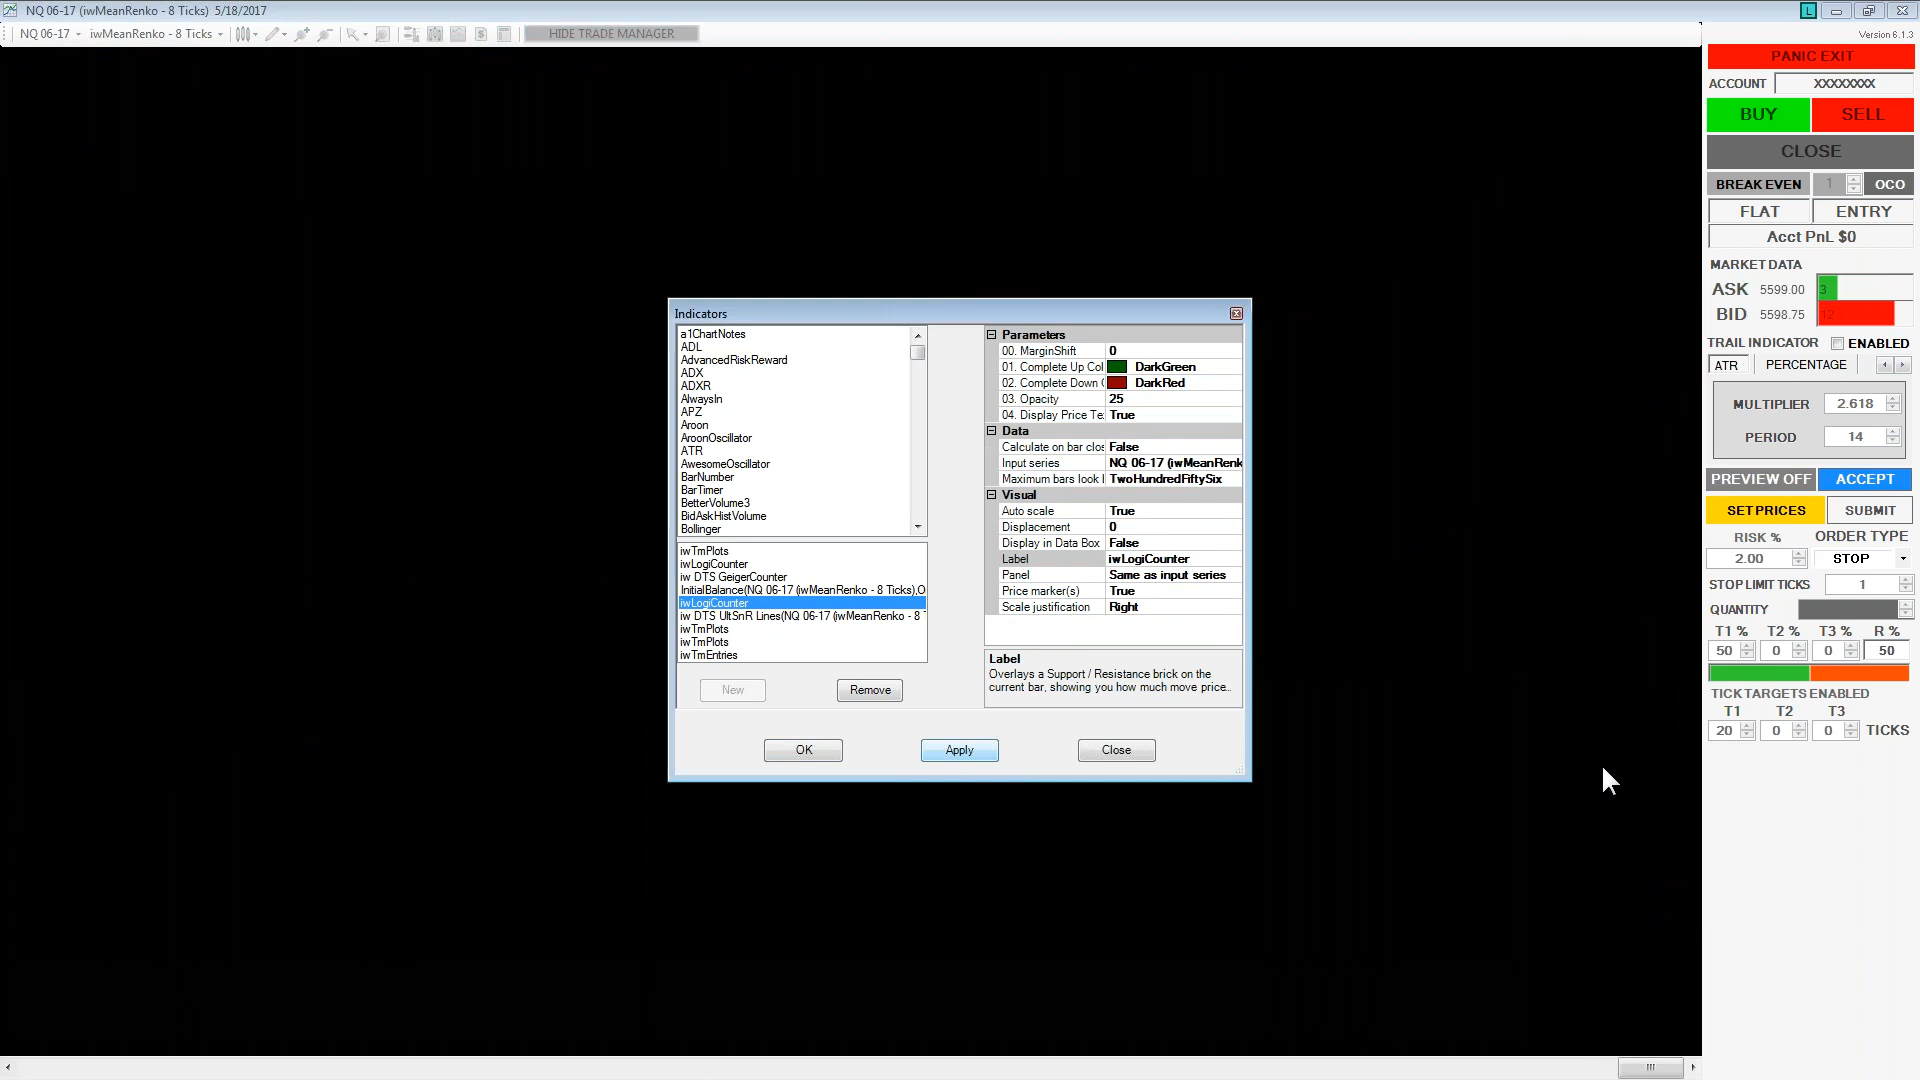 NQ 06-17 (iwMeanRenko - 8 Ticks)  5/18/2017
L
NQ 06-17 iwMeanRenko - 8 Ticks HIDE TRADE MANAGER
Version 6.1.3
PANIC EXIT
ACCOUNT XXXXXXXX
BUY SELL
CLOSE
BREAK EVEN 1 OCO
FLAT ENTRY
Acct PnL $0
MARKET DATA
ASK 5599.00 3
BID 5598.75 12
TRAIL INDICATOR ENABLED
ATR PERCENTAGE
MULTIPLIER 2.618
PERIOD 14
PREVIEW OFF ACCEPT
SET PRICES SUBMIT
RISK % ORDER TYPE
2.00 STOP
STOP LIMIT TICKS 1
QUANTITY
T1 % T2 % T3 % R %
50 0 0 50
TICK TARGETS ENABLED
T1 T2 T3
20 0 0 TICKS
Indicators
a1ChartNotes
ADL
AdvancedRiskReward
ADX
ADXR
AlwaysIn
APZ
Aroon
AroonOscillator
ATR
AwesomeOscillator
BarNumber
BarTimer
BetterVolume3
BidAskHistVolume
Bollinger
iwTmPlots
iwLogiCounter
iw DTS GeigerCounter
InitialBalance(NQ 06-17 (iwMeanRenko - 8 Ticks),O
iwLogiCounter
iw DTS UltSnR Lines(NQ 06-17 (iwMeanRenko - 8 T
iwTmPlots
iwTmPlots
iwTmEntries
New Remove
Parameters
00. MarginShift 0
01. Complete Up Col DarkGreen
02. Complete Down C DarkRed
03. Opacity 25
04. Display Price Te: True
Data
Calculate on bar clos False
Input series NQ 06-17 (iwMeanRenk
Maximum bars look l TwoHundredFiftySix
Visual
Auto scale True
Displacement 0
Display in Data Box False
Label iwLogiCounter
Panel Same as input series
Price marker(s) True
Scale justification Right
Label
Overlays a Support / Resistance brick on the
current bar, showing you how much move price...
OK Apply Close